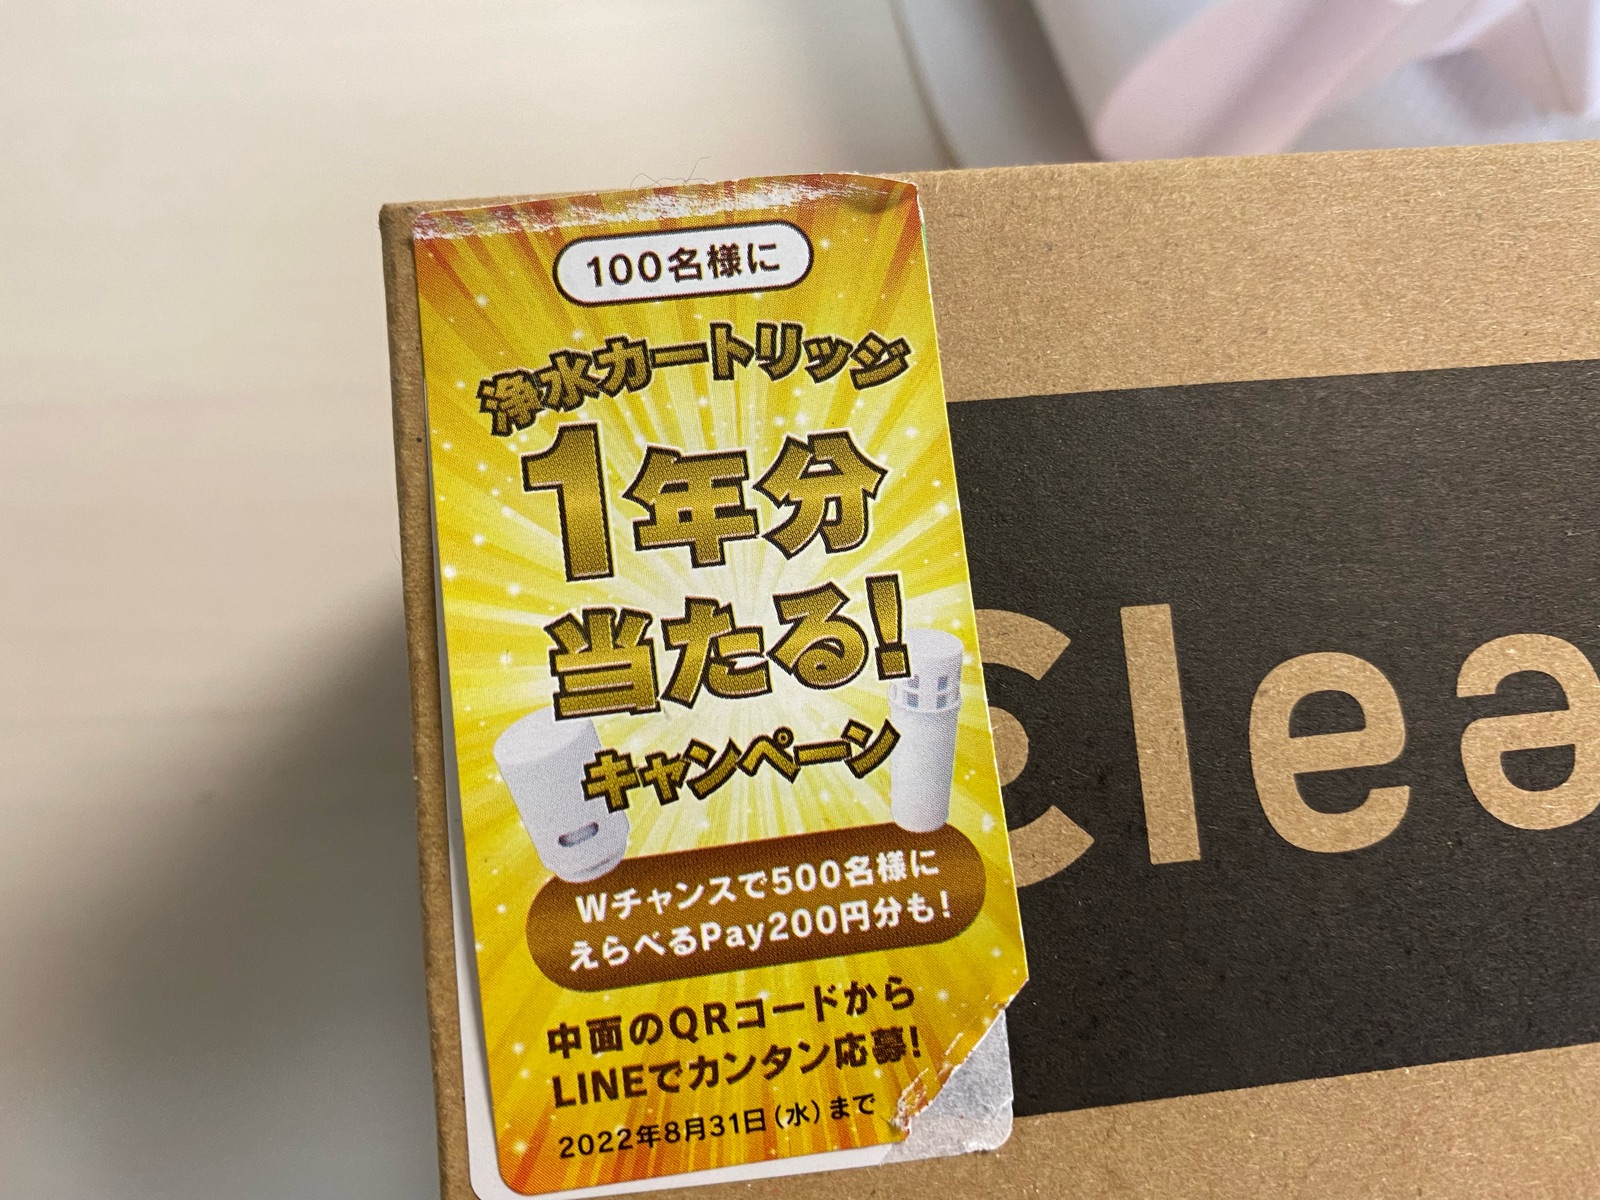 100名様に
浄水カートリッジ
1年分
当たる!
キャンペーン
Wチャンスで500名様に
えらべるPay200円分も!
中面のQRコードから
LINEでカンタン応募!
2022年8月31日(水)まで
Clea